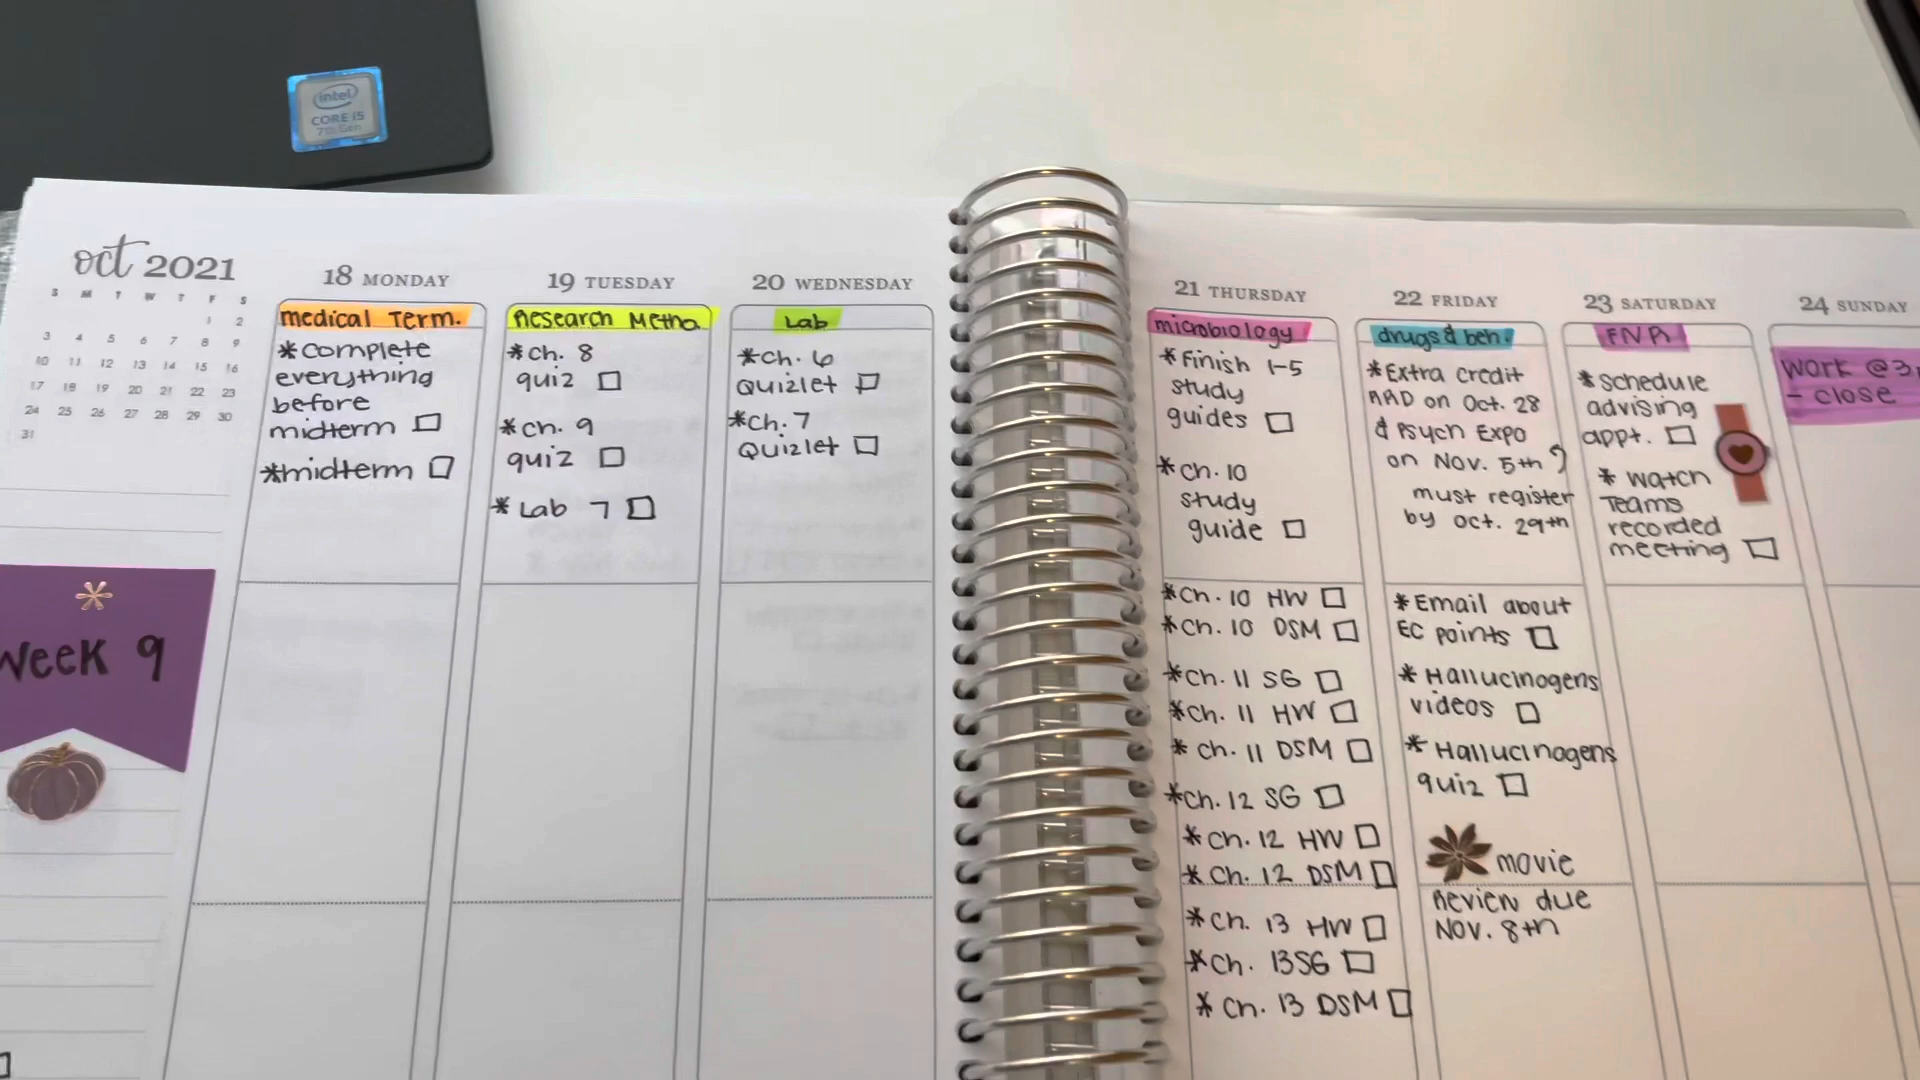 intel
CORE i5
7th Gen
oct 2021
S M T W T F S
1 2
3 4 5 6 7 8 9
10 11 12 13 14 15 16
17 18 19 20 21 22 23
24 25 26 27 28 29 30
31
Week 9
18 MONDAY
medical Term.
*complete
everything
before
midterm
*midterm
19 TUESDAY
Research Metho.
*ch. 8
quiz
*ch. 9
quiz
*Lab 7
20 WEDNESDAY
Lab
*ch. 6
Quizlet
*ch. 7
Quizlet
21 THURSDAY
microbiology
*Finish 1-5
study
guides
*Ch. 10
study
guide
*Ch. 10 HW
*Ch. 10 DSM
*Ch. 11 SG
*Ch. 11 HW
*Ch. 11 DSM
*Ch. 12 SG
*Ch. 12 HW
*Ch. 12 DSM
*Ch. 13 HW
*Ch. 13 SG
*Ch. 13 DSM
22 FRIDAY
drugs & beh.
*Extra credit
on Oct. 28
& Psych Expo
on Nov. 5th
must register
by Oct. 29th
*Email about
EC points
*Hallucinogens
videos
*Hallucinogens
quiz
movie
Review due
Nov. 8th
23 SATURDAY
*schedule
advising
appt.
*watch
Teams
recorded
meeting
24 SUNDAY
work @3
- close